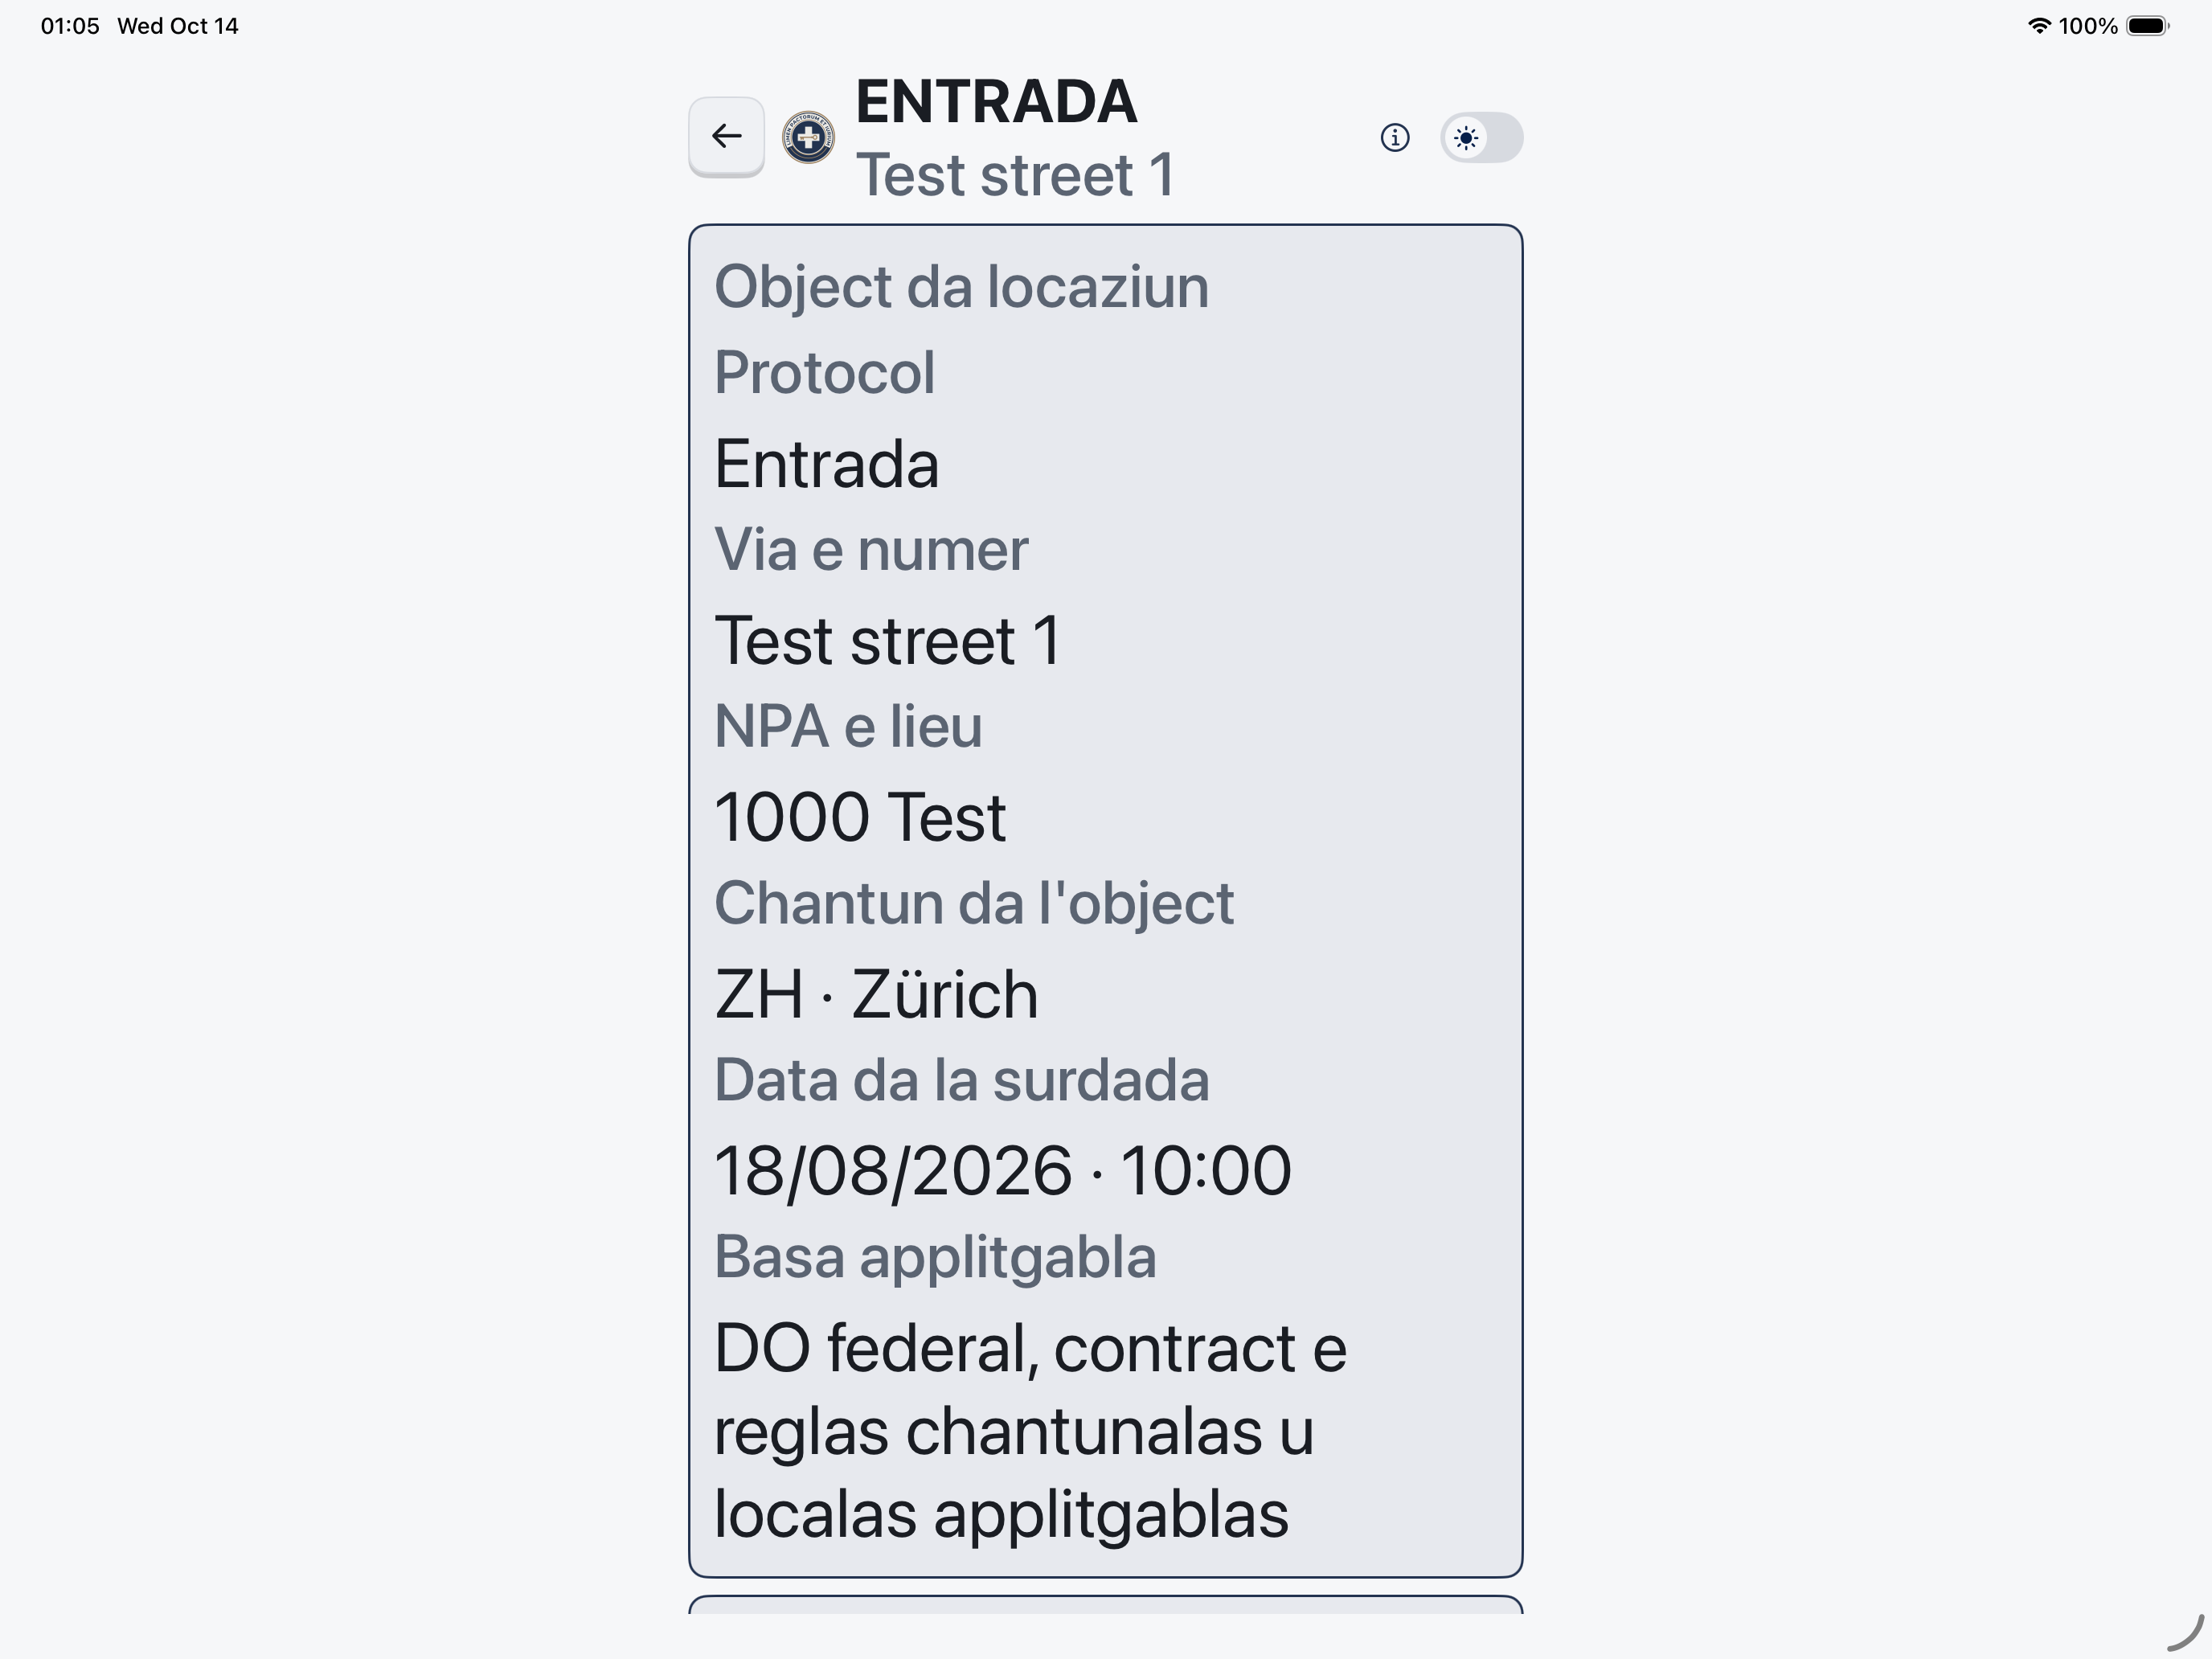 01:05 Wed Oct 14
100%
ENTRADA
Test street 1
Object da locaziun
Protocol
Entrada
Via e numer
Test street 1
NPA e lieu
1000 Test
Chantun da l'object
ZH · Zürich
Data da la surdada
18/08/2026 · 10:00
Basa applitgabla
DO federal, contract e
reglas chantunalas u
localas applitgablas